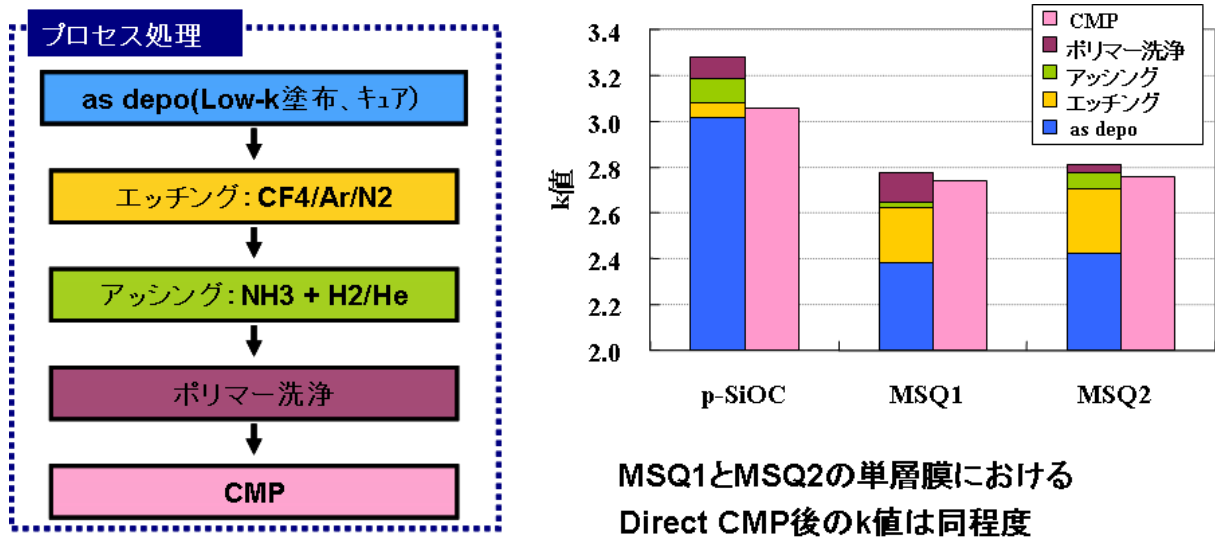 プロセス処理
as depo(Low-k塗布、キュア)
エッチング: CF4/Ar/N2
アッシング: NH3 + H2/He
ポリマー洗浄
CMP
k値
3.4
3.2
3.0
2.8
2.6
2.4
2.2
2.0
p-SiOC
MSQ1
MSQ2
CMP
ポリマー洗浄
アッシング
エッチング
as depo
MSQ1とMSQ2の単層膜における
Direct CMP後のk値は同程度